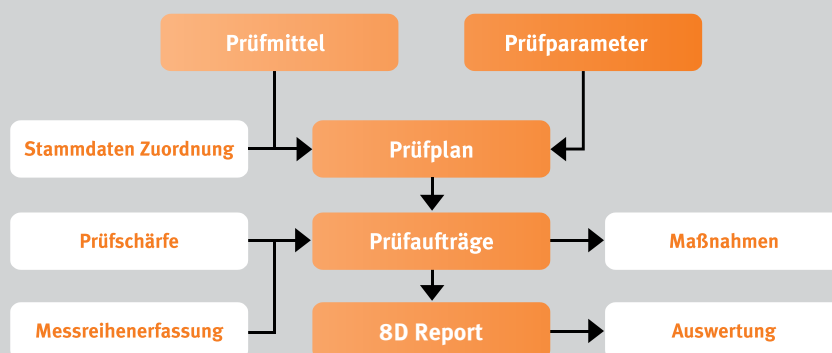 Prüfmittel
Prüfparameter
Stammdaten Zuordnung
Prüfplan
Prüfschärfe
Prüfaufträge
Maßnahmen
Messreihenerfassung
8D Report
Auswertung